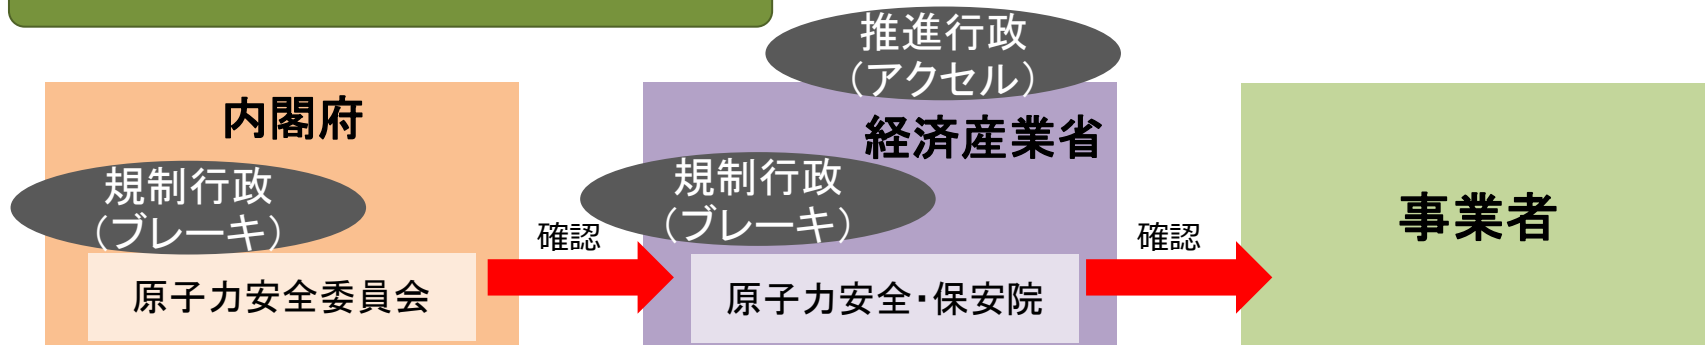 推進行政
（アクセル）
内閣府
経済産業省
規制行政
（ブレーキ）
規制行政
（ブレーキ）
事業者
確認
確認
原子力安全委員会
原子力安全・保安院